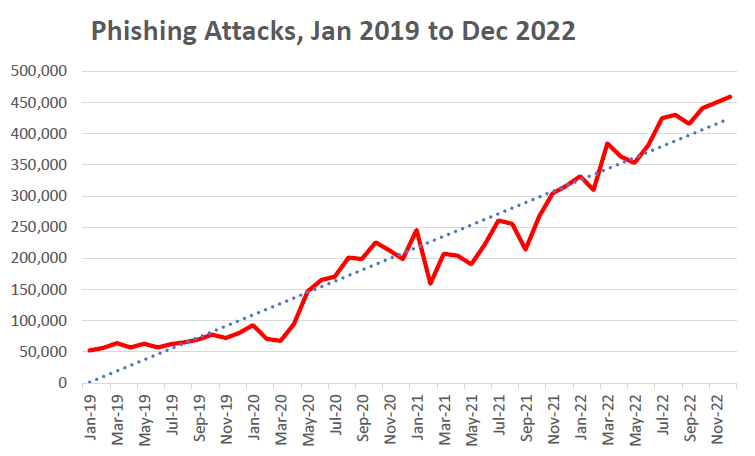 Phishing Attacks, Jan 2019 to Dec 2022
500,000
450,000
400,000
350,000
300,000
250,000
200,000
150,000
100,000
50,000
0
Jan-19
Mar-19
May-19
Jul-19
Sep-19
Nov-19
Jan-20
Mar-20
May-20
Jul-20
Sep-20
Nov-20
Jan-21
Mar-21
May-21
Jul-21
Sep-21
Nov-21
Jan-22
Mar-22
May-22
Jul-22
Sep-22
Nov-22